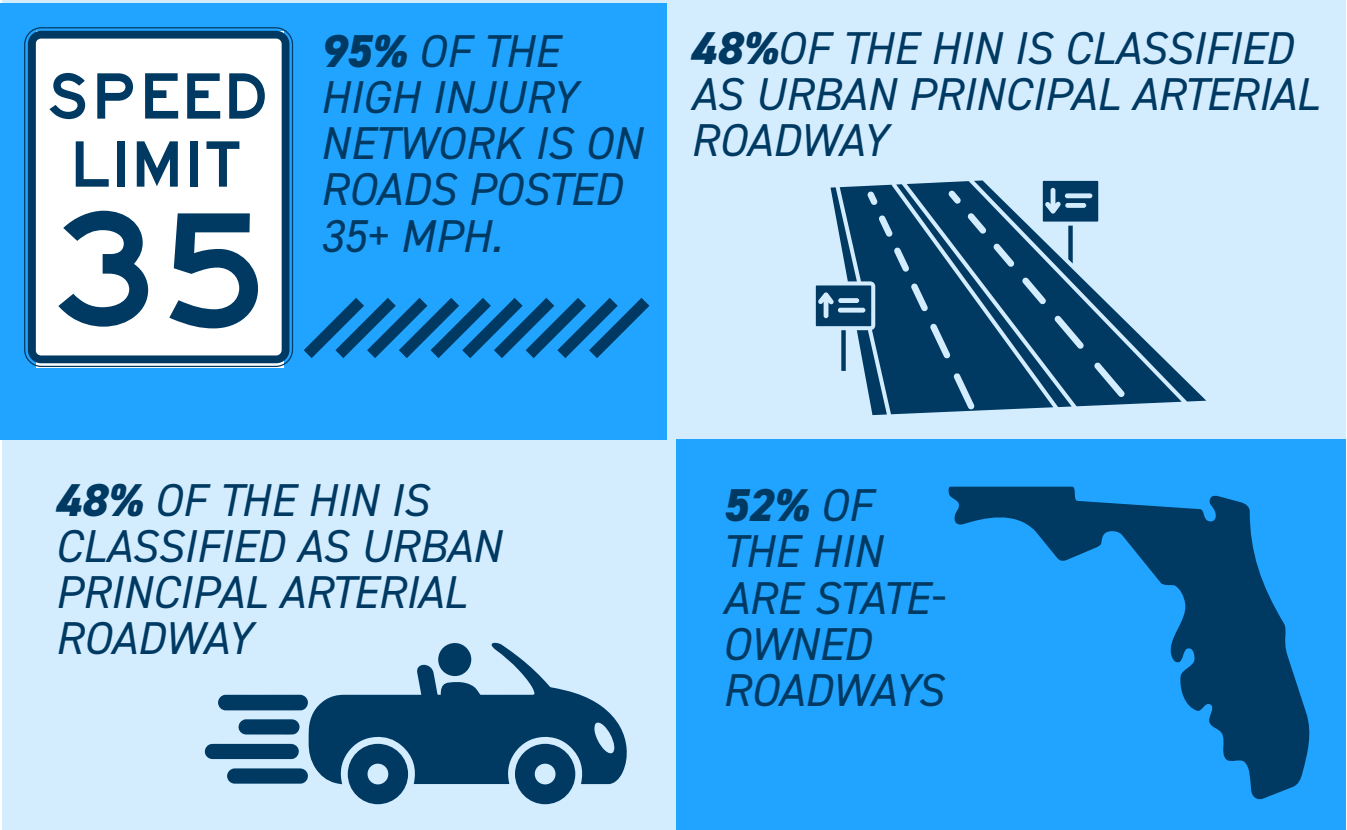 SPEED
LIMIT
35
95% OF THE
HIGH INJURY
NETWORK IS ON
ROADS POSTED
35+ MPH.
48%OF THE HIN IS CLASSIFIED
AS URBAN PRINCIPAL ARTERIAL
ROADWAY
48% OF THE HIN IS
CLASSIFIED AS URBAN
PRINCIPAL ARTERIAL
ROADWAY
52% OF
THE HIN
ARE STATE-
OWNED
ROADWAYS